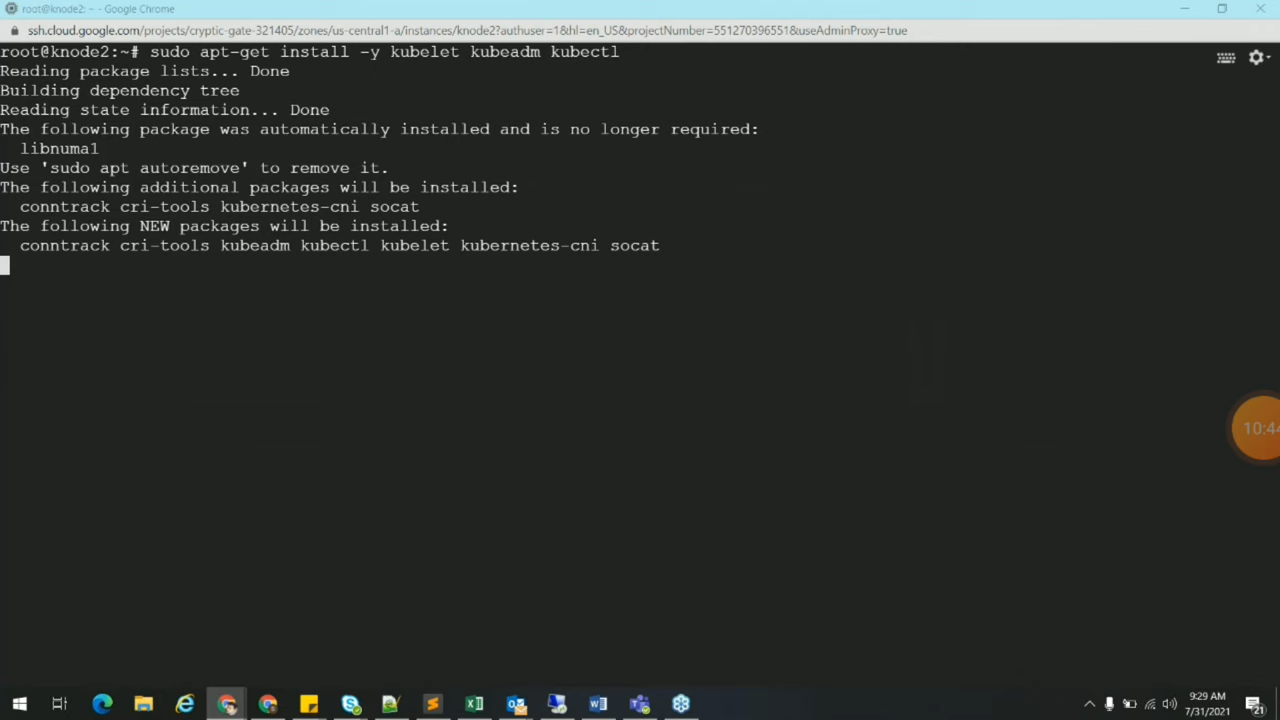 root@knode2: ~ - Google Chrome
ssh.cloud.google.com/projects/cryptic-gate-321405/zones/us-central1-a/instances/knode2?authuser=1&hl=en_US&projectNumber=551270396551&useAdminProxy=true
root@knode2:~# sudo apt-get install -y kubelet kubeadm kubectl
Reading package lists... Done
Building dependency tree
Reading state information... Done
The following package was automatically installed and is no longer required:
libnuma1
Use 'sudo apt autoremove' to remove it.
The following additional packages will be installed:
conntrack cri-tools kubernetes-cni socat
The following NEW packages will be installed:
conntrack cri-tools kubeadm kubectl kubelet kubernetes-cni socat
10:44
9:29 AM
7/31/2021
21